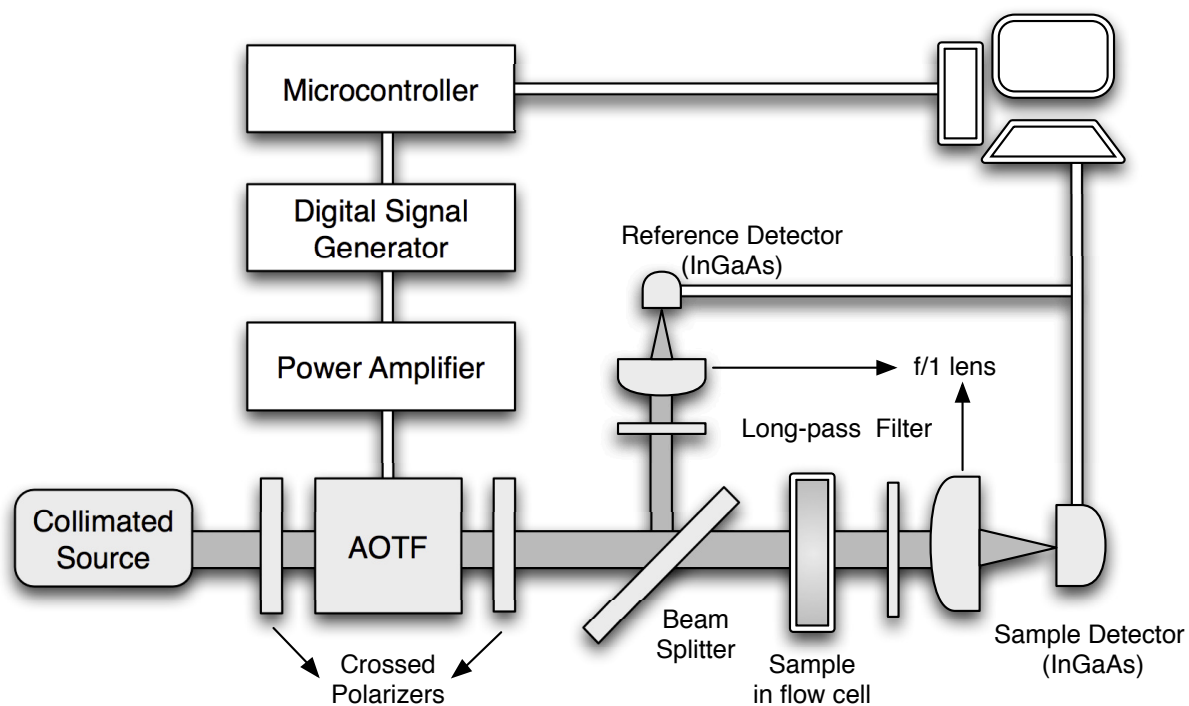 Microcontroller
Digital Signal
Generator
Power Amplifier
Collimated
Source
AOTF
Crossed
Polarizers
Reference Detector
(InGaAs)
f/1 lens
Long-pass Filter
Beam
Splitter
Sample
in flow cell
Sample Detector
(InGaAs)